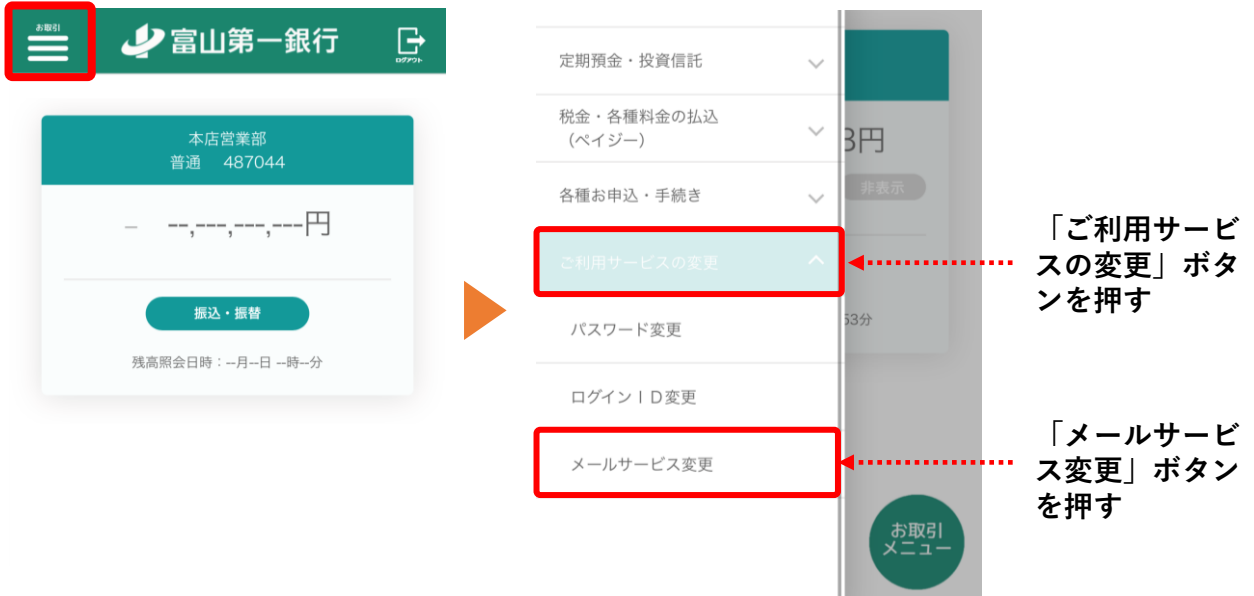 お取引
富山第一銀行
ログアウト
本店営業部
普通 487044
− --,---,---,---円
振込・振替
残高照会日時：--月--日 --時--分
定期預金・投資信託
税金・各種料金の払込
（ペイジー）
各種お申込・手続き
ご利用サービスの変更
パスワード変更
ログインＩＤ変更
メールサービス変更
3円
非表示
53分
お取引
メニュー
「ご利用サービ
スの変更」ボタ
ンを押す
「メールサービ
ス変更」ボタン
を押す